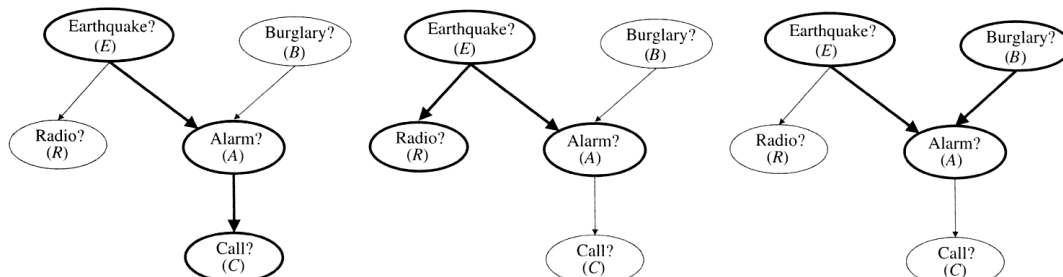 Earthquake?
(E)
Burglary?
(B)
Radio?
(R)
Alarm?
(A)
Call?
(C)
Earthquake?
(E)
Burglary?
(B)
Radio?
(R)
Alarm?
(A)
Call?
(C)
Earthquake?
(E)
Burglary?
(B)
Radio?
(R)
Alarm?
(A)
Call?
(C)